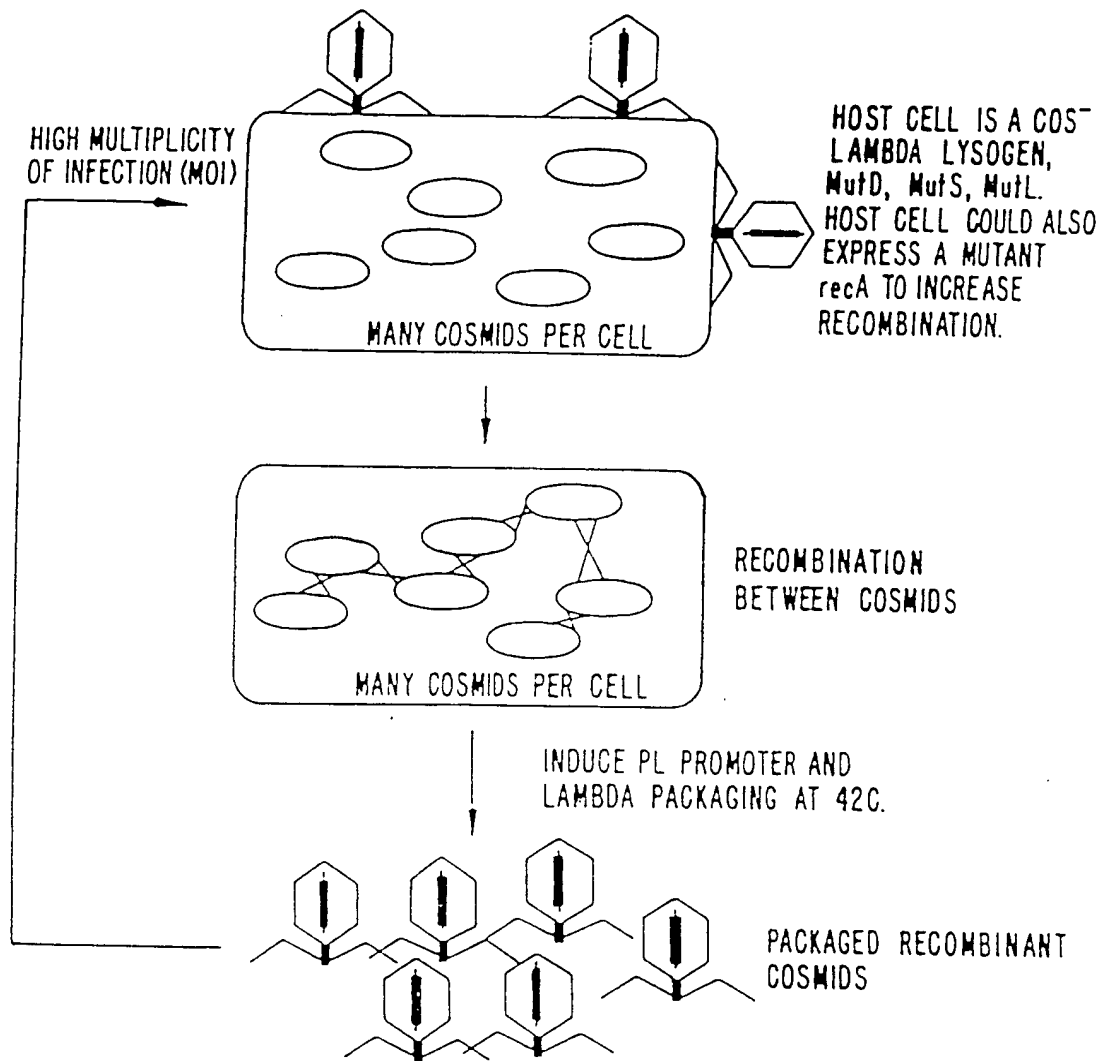 HIGH MULTIPLICITY
OF INFECTION (MOI)
HOST CELL IS A COS⁻
LAMBDA LYSOGEN,
MutD, MutS, MutL.
HOST CELL COULD ALSO
EXPRESS A MUTANT
recA TO INCREASE
RECOMBINATION.
MANY COSMIDS PER CELL
RECOMBINATION
BETWEEN COSMIDS
MANY COSMIDS PER CELL
INDUCE PL PROMOTER AND
LAMBDA PACKAGING AT 42C.
PACKAGED RECOMBINANT
COSMIDS